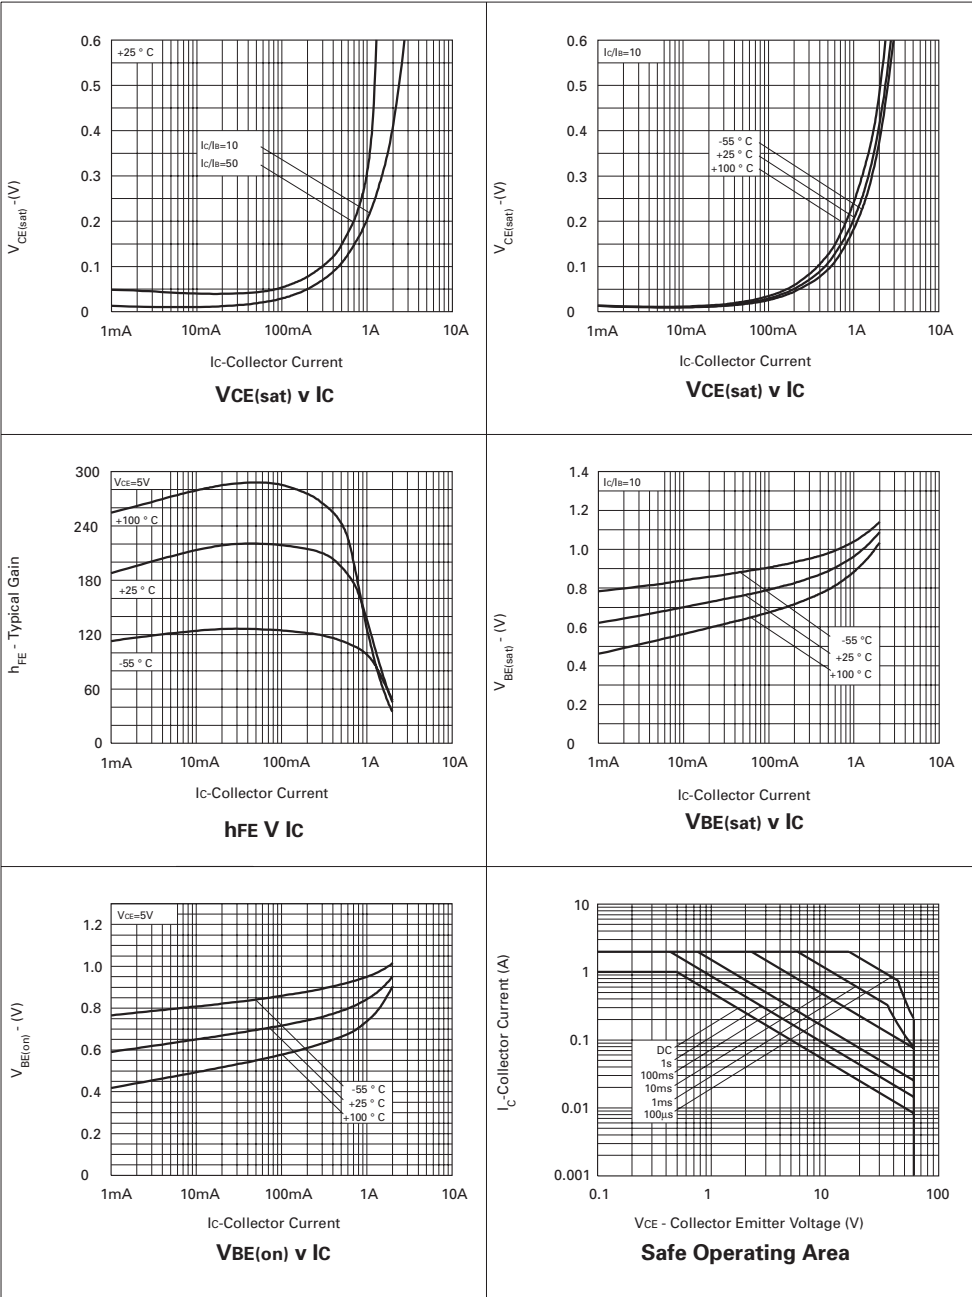 0.6
0.5
0.4
0.3
0.2
0.1
0
+25 ° C
IC/IB=10
IC/IB=50
VCE(sat) - (V)
1mA 10mA 100mA 1A 10A
IC-Collector Current
VCE(sat) v IC
0.6
0.5
0.4
0.3
0.2
0.1
0
IC/IB=10
-55 ° C
+25 ° C
+100 ° C
VCE(sat) - (V)
1mA 10mA 100mA 1A 10A
IC-Collector Current
VCE(sat) v IC
300
240
180
120
60
0
VCE=5V
+100 ° C
+25 ° C
-55 ° C
hFE - Typical Gain
1mA 10mA 100mA 1A 10A
IC-Collector Current
hFE V IC
1.4
1.2
1.0
0.8
0.6
0.4
0.2
0
IC/IB=10
-55 °C
+25 ° C
+100 ° C
VBE(sat) - (V)
1mA 10mA 100mA 1A 10A
IC-Collector Current
VBE(sat) v IC
1.2
1.0
0.8
0.6
0.4
0.2
0
VCE=5V
-55 ° C
+25 ° C
+100 ° C
VBE(on) - (V)
1mA 10mA 100mA 1A 10A
IC-Collector Current
VBE(on) v IC
10
1
0.1
0.01
0.001
DC
1s
100ms
10ms
1ms
100µs
IC-Collector Current (A)
0.1 1 10 100
VCE - Collector Emitter Voltage (V)
Safe Operating Area